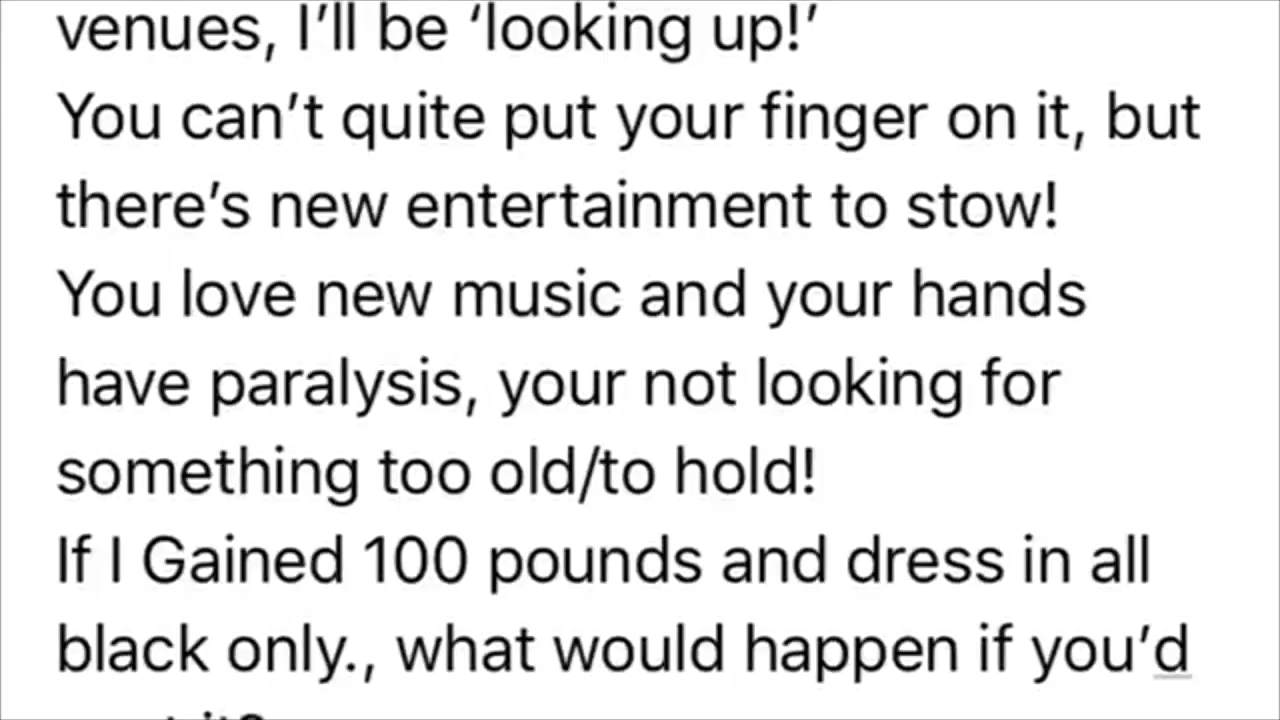 venues, I’ll be ‘looking up!’
You can’t quite put your finger on it, but
there’s new entertainment to stow!
You love new music and your hands
have paralysis, your not looking for
something too old/to hold!
If I Gained 100 pounds and dress in all
black only., what would happen if you’d
it?